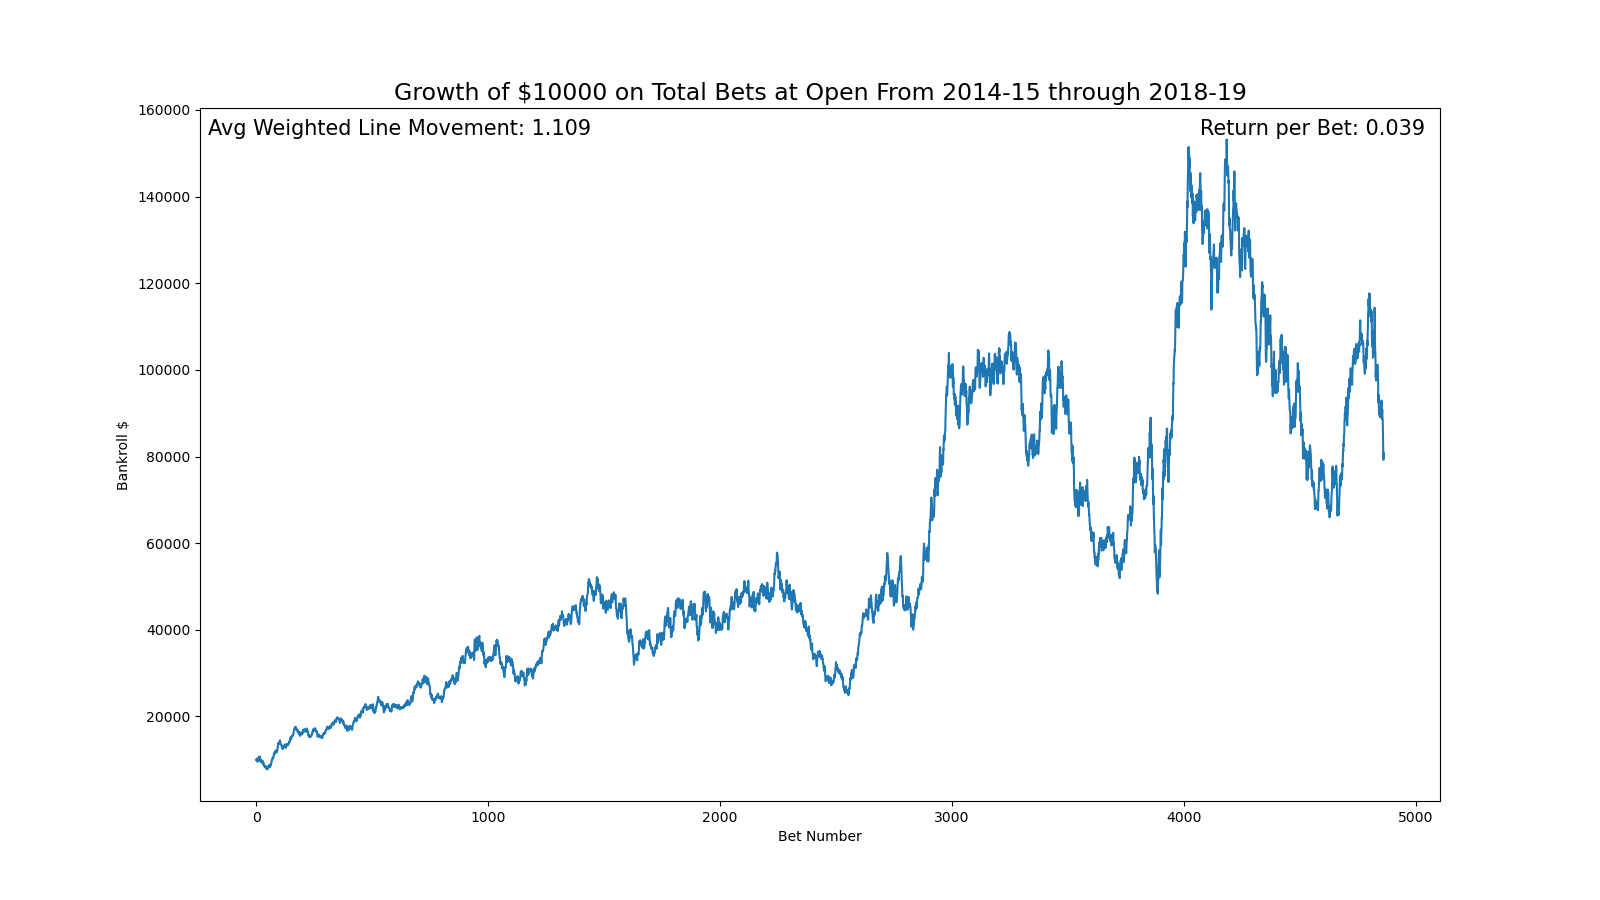 Growth of $10000 on Total Bets at Open From 2014-15 through 2018-19
Avg Weighted Line Movement: 1.109
Return per Bet: 0.039
160000
140000
120000
100000
80000
60000
40000
20000
Bankroll $
0 1000 2000 3000 4000 5000
Bet Number